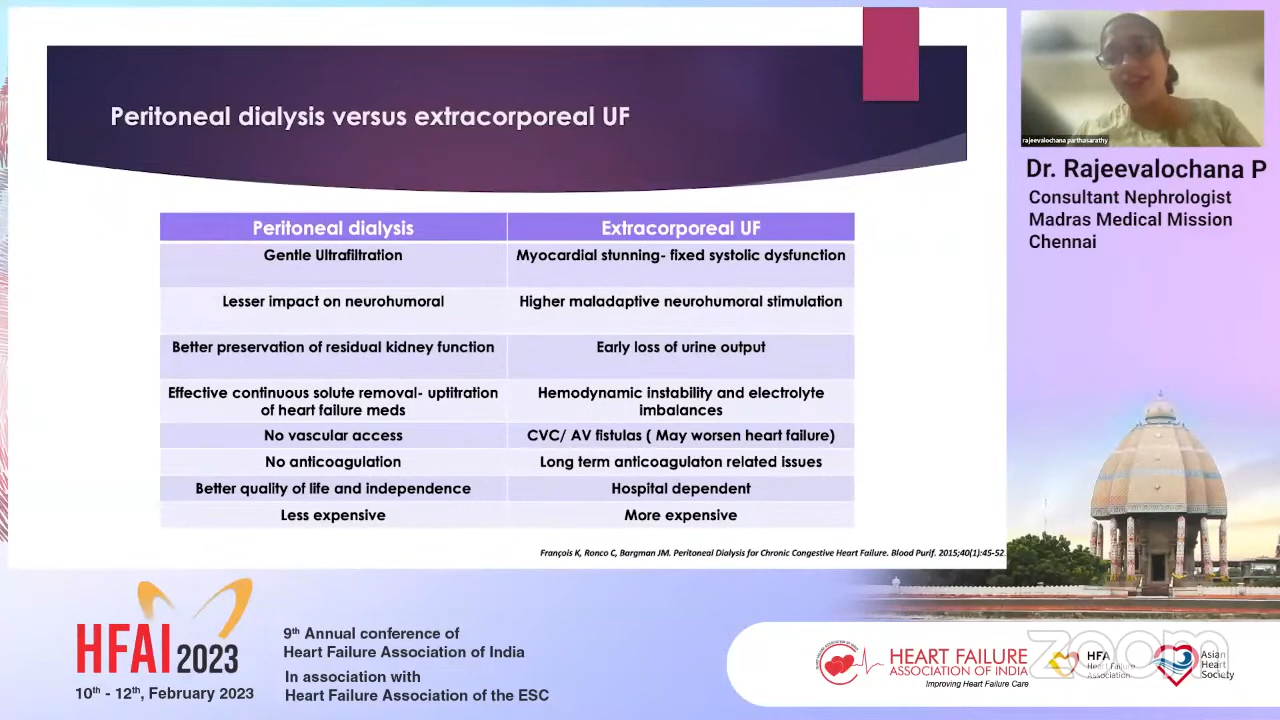 Peritoneal dialysis versus extracorporeal UF
Peritoneal dialysis
Extracorporeal UF
Gentle Ultrafiltration
Myocardial stunning- fixed systolic dysfunction
Lesser impact on neurohumoral
Higher maladaptive neurohumoral stimulation
Better preservation of residual kidney function
Early loss of urine output
Effective continuous solute removal- uptitration
of heart failure meds
Hemodynamic instability and electrolyte
imbalances
No vascular access
CVC/ AV fistulas ( May worsen heart failure)
No anticoagulation
Long term anticoagulaton related issues
Better quality of life and independence
Hospital dependent
Less expensive
More expensive
François K, Ronco C, Bargman JM. Peritoneal Dialysis for Chronic Congestive Heart Failure. Blood Purif. 2015;40(1):45-52
rajeevalochana parthasarathy
Dr. Rajeevalochana P
Consultant Nephrologist
Madras Medical Mission
Chennai
HFAI 2023
10th - 12th, February 2023
9th Annual conference of
Heart Failure Association of India
In association with
Heart Failure Association of the ESC
HEART FAILURE
ASSOCIATION OF INDIA
Improving Heart Failure Care
HFA
Heart Failure
Association
Asian
Heart
Society
zoom